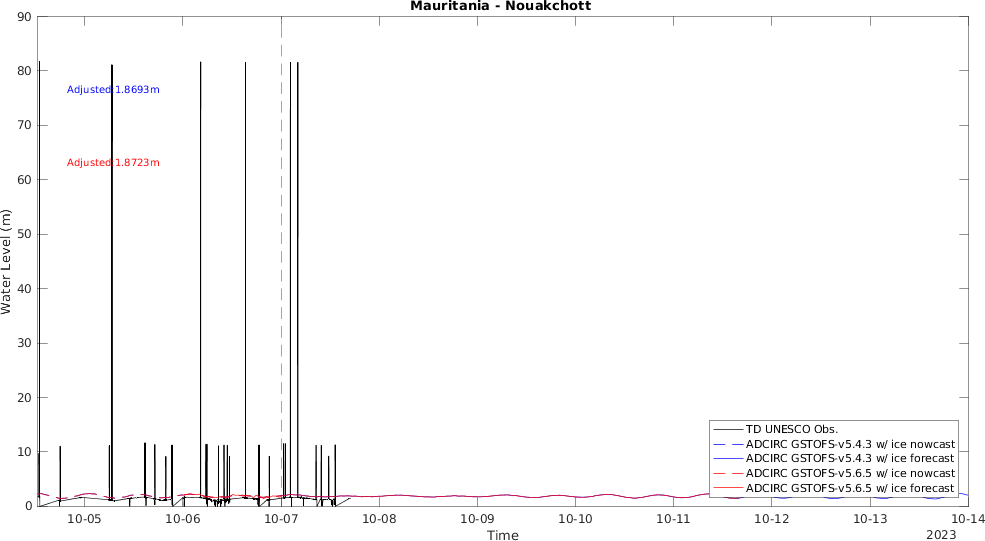 Mauritania - Nouakchott
90
80
70
60
50
40
30
20
10
0
Water Level (m)
Adjusted 1.8693m
Adjusted 1.8723m
TD UNESCO Obs.
ADCIRC GSTOFS-v5.4.3 w/ ice nowcast
ADCIRC GSTOFS-v5.4.3 w/ ice forecast
ADCIRC GSTOFS-v5.6.5 w/ ice nowcast
ADCIRC GSTOFS-v5.6.5 w/ ice forecast
10-05 10-06 10-07 10-08 10-09 10-10 10-11 10-12 10-13 10-14
Time
2023